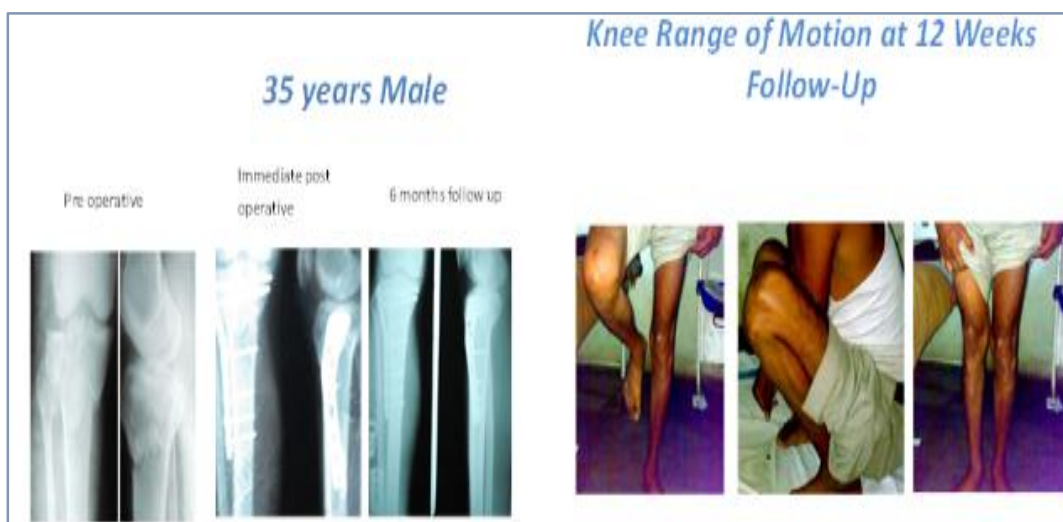 35 years Male
Pre operative
Immediate post
operative
6 months follow up
Knee Range of Motion at 12 Weeks
Follow-Up